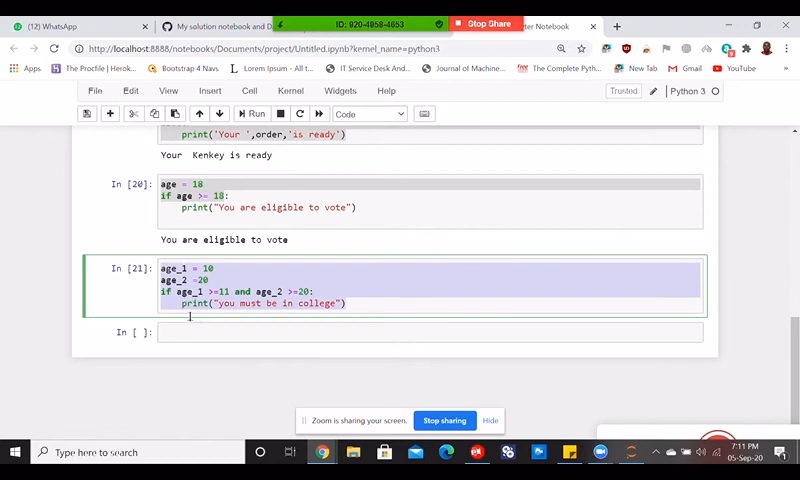 (12) WhatsApp
My solution notebook and D
ID: 920-4958-4653
Stop Share
ter Notebook
http://localhost:8888/notebooks/Documents/project/Untitled.ipynb?kernel_name=python3
Apps
The Procfile | Herok...
Bootstrap 4 Navs
Lorem Ipsum - All t...
IT Service Desk And...
Journal of Machine...
The Complete Pyth...
New Tab
Gmail
YouTube
File Edit View Insert Cell Kernel Widgets Help
Trusted
Python 3
Run
Code
print('Your ',order,'is ready')
Your  Kenkey is ready
In [20]:
age = 18
if age >= 18:
print("You are eligible to vote")
You are eligible to vote
In [21]:
age_1 = 10
age_2 =20
if age_1 >=11 and age_2 >=20:
print("you must be in college")
In [ ]:
Zoom is sharing your screen.
Stop sharing
Hide
Type here to search
7:11 PM
05-Sep-20